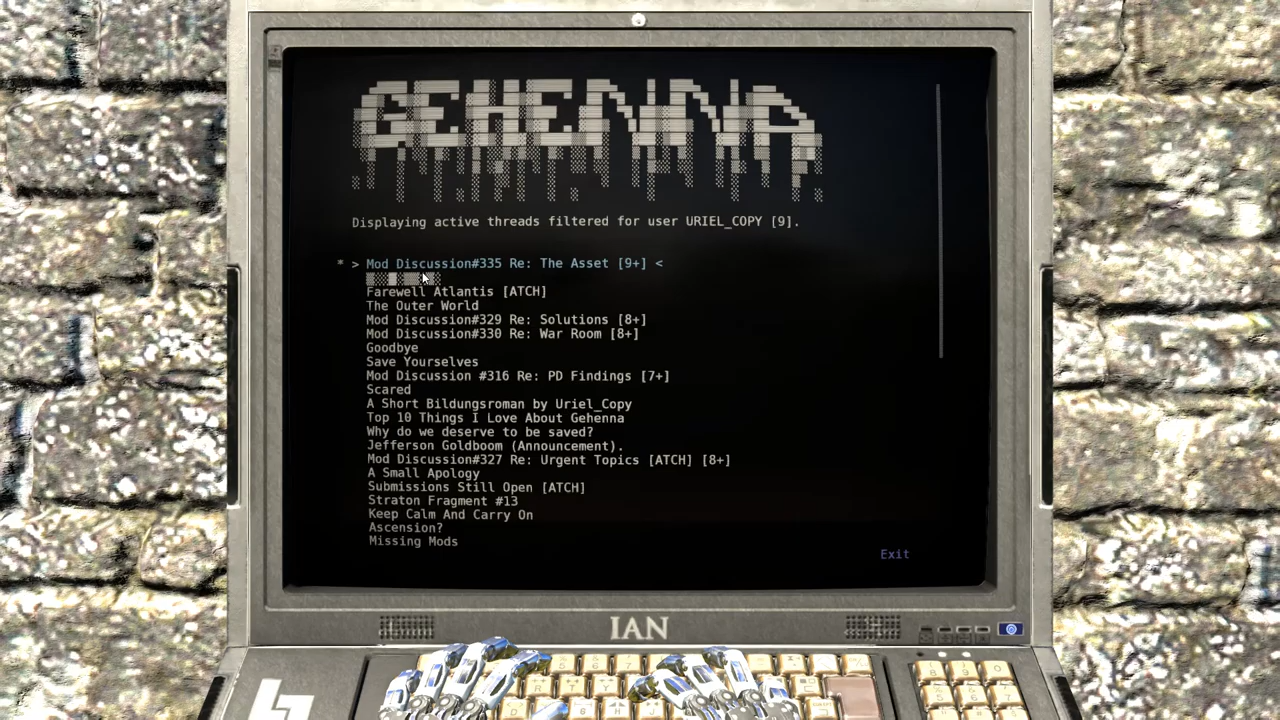 GEHENNA
Displaying active threads filtered for user URIEL_COPY [9].
* > Mod Discussion#335 Re: The Asset [9+] <
Farewell Atlantis [ATCH]
The Outer World
Mod Discussion#329 Re: Solutions [8+]
Mod Discussion#330 Re: War Room [8+]
Goodbye
Save Yourselves
Mod Discussion #316 Re: PD Findings [7+]
Scared
A Short Bildungsroman by Uriel_Copy
Top 10 Things I Love About Gehenna
Why do we deserve to be saved?
Jefferson Goldboom (Announcement).
Mod Discussion#327 Re: Urgent Topics [ATCH] [8+]
A Small Apology
Submissions Still Open [ATCH]
Straton Fragment #13
Keep Calm And Carry On
Ascension?
Missing Mods
Exit
IAN